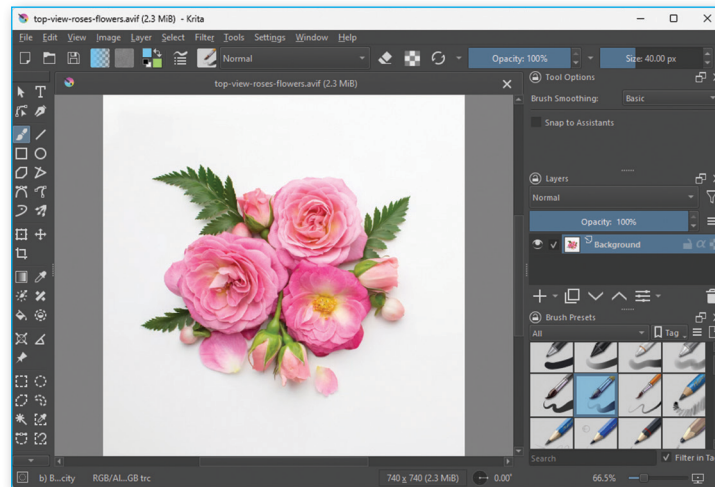 top-view-roses-flowers.avif (2.3 MiB) - Krita
File Edit View Image Layer Select Filter Tools Settings Window Help
Normal Opacity: 100% Size: 40.00 px
top-view-roses-flowers.avif (2.3 MiB)
Tool Options
Brush Smoothing: Basic
Snap to Assistants
Layers
Normal
Opacity: 100%
Background
Brush Presets
All Tag
Search Filter in Ta
b) B...city RGB/Al...GB trc 740 x 740 (2.3 MiB) 0.00° 66.5%